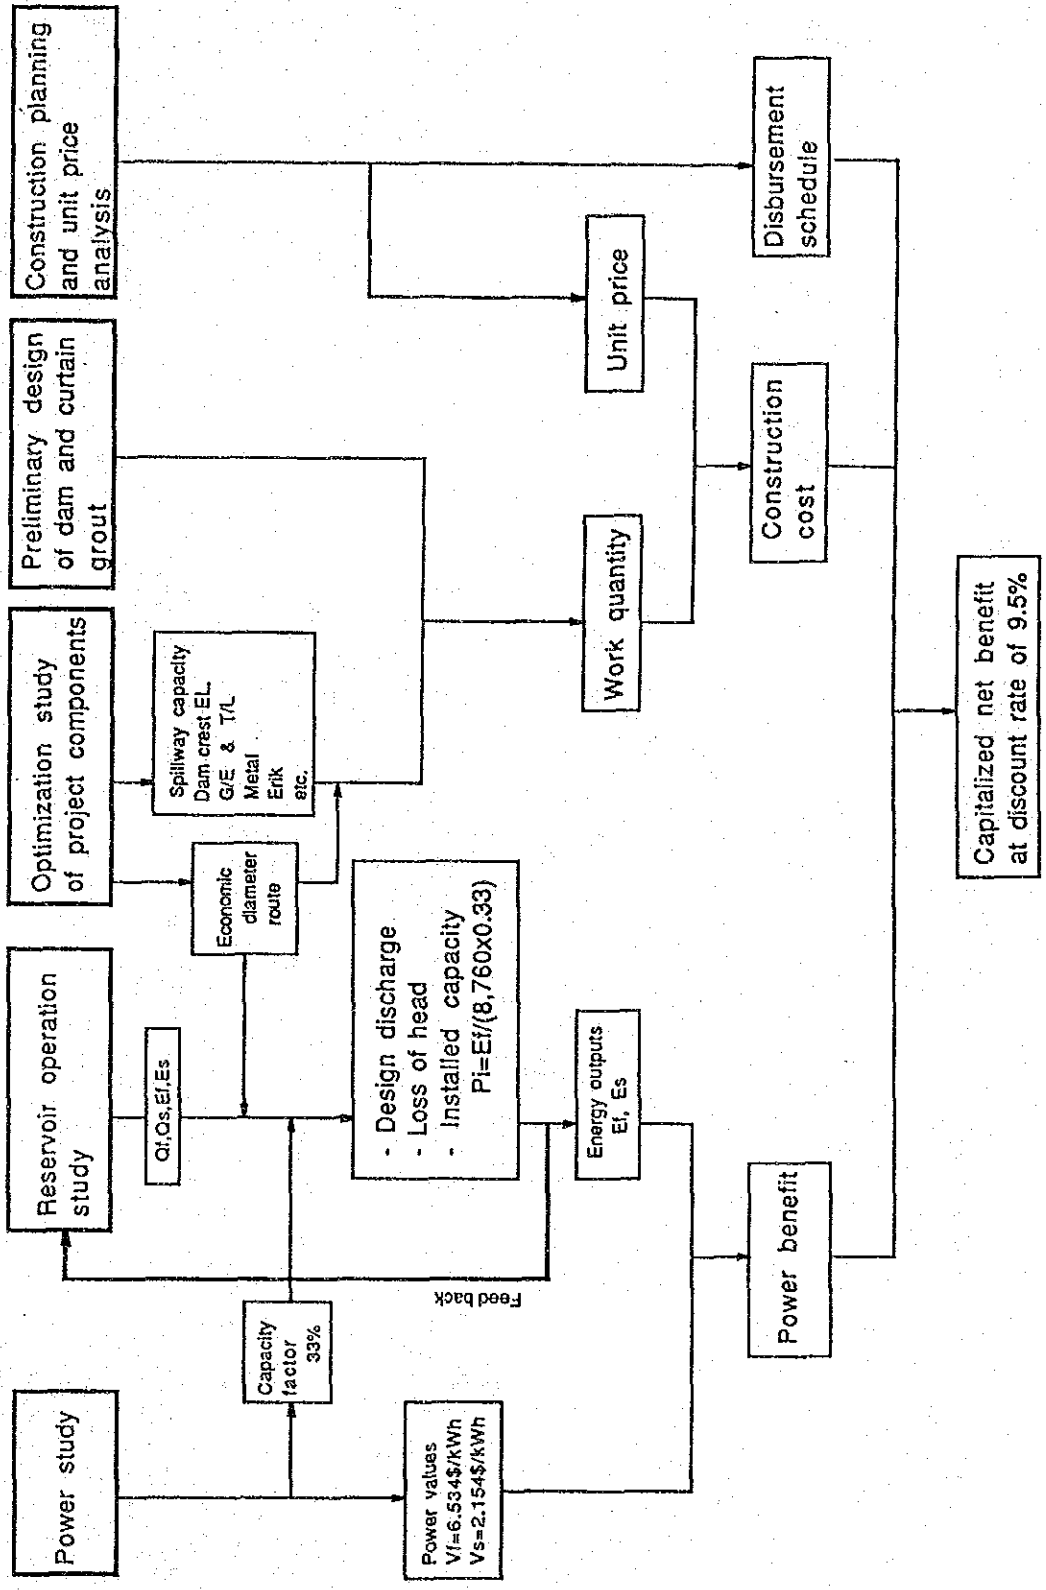 Power study
Reservoir operation
study
Optimization study
of project components
Preliminary design
of dam and curtain
grout
Construction planning
and unit price
analysis
Qf,Qs,Ef,Es
Spillway capacity
Dam crest EL.
G/E & T/L
Metal
Erik
etc.
Economic
diameter
route
Capacity
factor
33%
Feed back
- Design discharge
- Loss of head
- Installed capacity
Pi=Ef/(8,760x0.33)
Power values
Vf=6.534$/kWh
Vs=2.154$/kWh
Energy outputs
Ef, Es
Work quantity
Unit price
Power benefit
Construction
cost
Disbursement
schedule
Capitalized net benefit
at discount rate of 9.5%